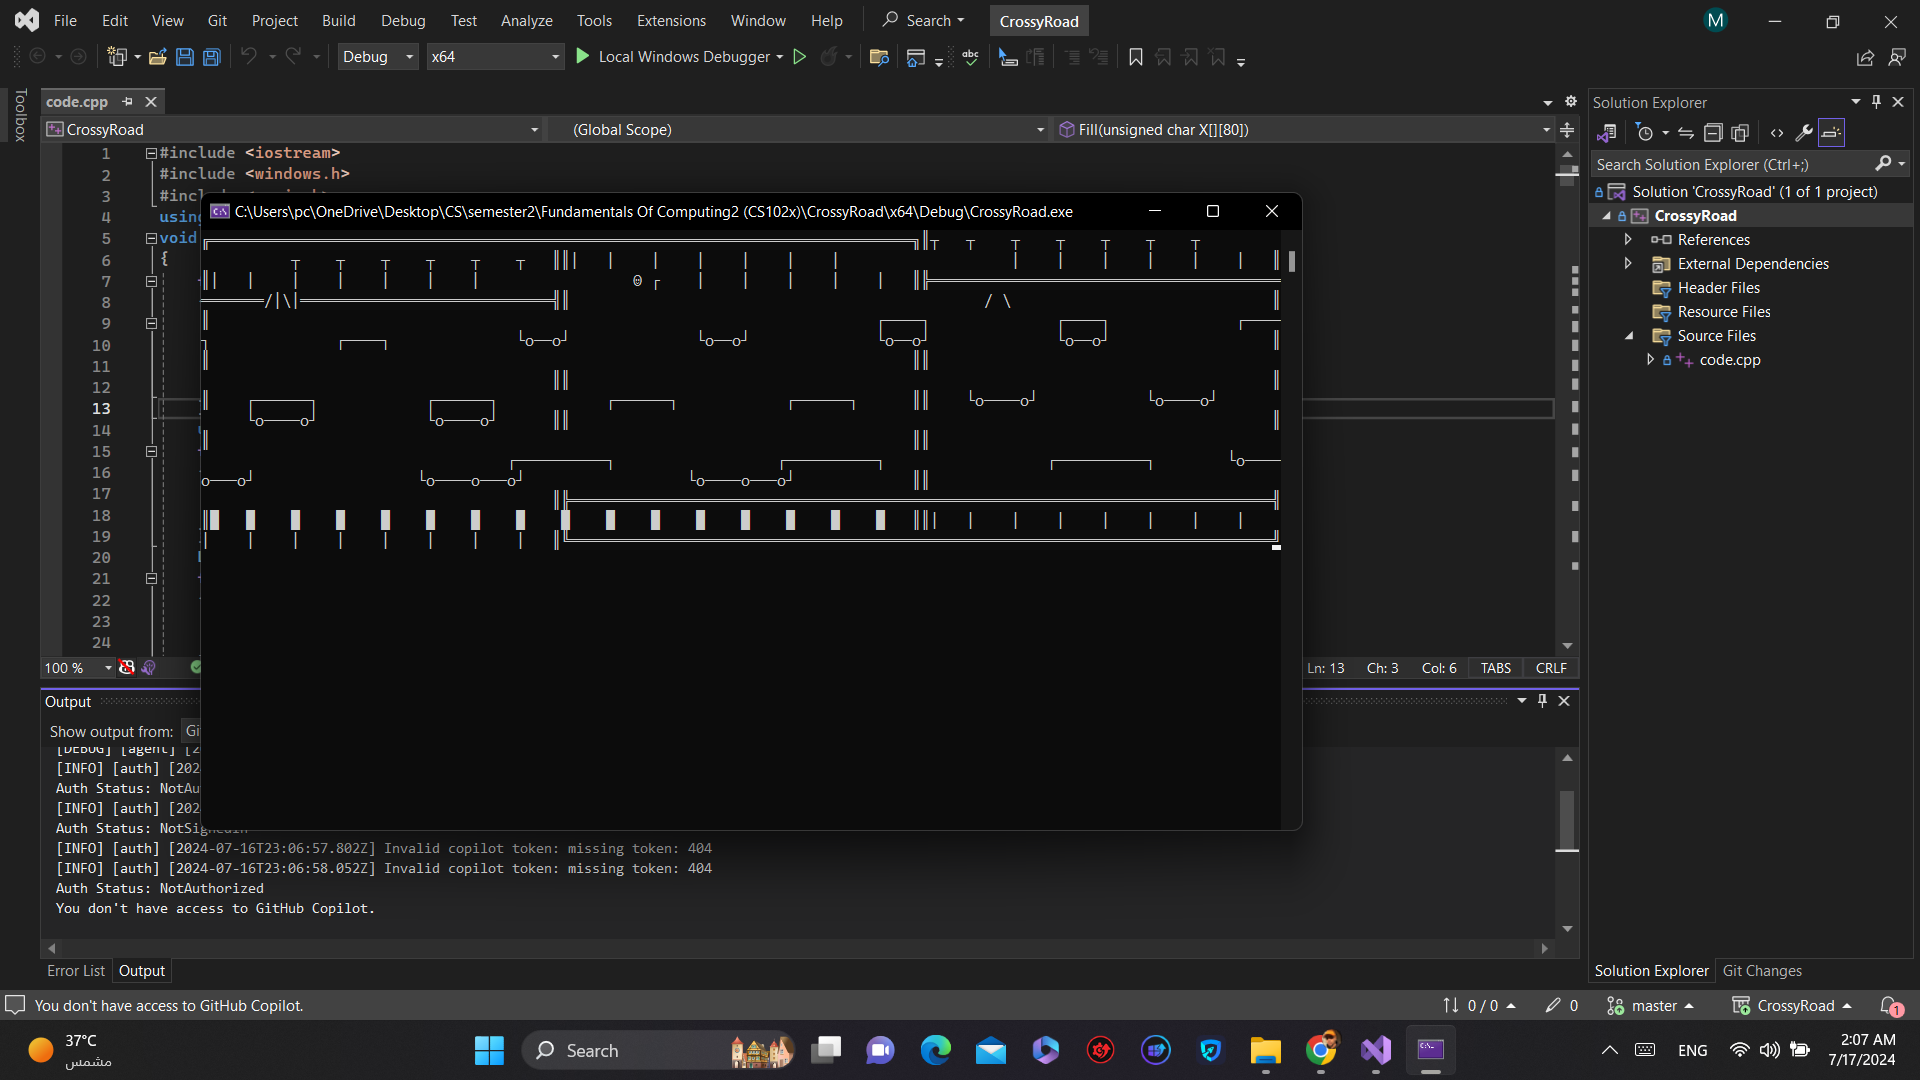 File Edit View Git Project Build Debug Test Analyze Tools Extensions Window Help Search CrossyRoad M
Debug x64 Local Windows Debugger
Toolbox
code.cpp
CrossyRoad (Global Scope) Fill(unsigned char X[][80])
1 #include <iostream>
2 #include <windows.h>
3
4
5 void
6 {
7
8
9
10
11
12
13
14
15
16
17
18
19
20
21
22
23
24
C:\Users\pc\OneDrive\Desktop\CS\semester2\Fundamentals Of Computing2 (CS102x)\CrossyRoad\x64\Debug\CrossyRoad.exe
100 %
Ln: 13 Ch: 3 Col: 6 TABS CRLF
Output
Show output from:
[DEBUG] [agent]
[INFO] [auth]
Auth Status:
[INFO] [auth]
Auth Status: NotSignedIn
[INFO] [auth] [2024-07-16T23:06:57.802Z] Invalid copilot token: missing token: 404
[INFO] [auth] [2024-07-16T23:06:58.052Z] Invalid copilot token: missing token: 404
Auth Status: NotAuthorized
You don't have access to GitHub Copilot.
Error List Output
Solution Explorer
Search Solution Explorer (Ctrl+;)
Solution 'CrossyRoad' (1 of 1 project)
CrossyRoad
References
External Dependencies
Header Files
Resource Files
Source Files
code.cpp
Solution Explorer Git Changes
You don't have access to GitHub Copilot.
0 / 0 0 master CrossyRoad 1
37°C
مشمس
Search
ENG
2:07 AM
7/17/2024